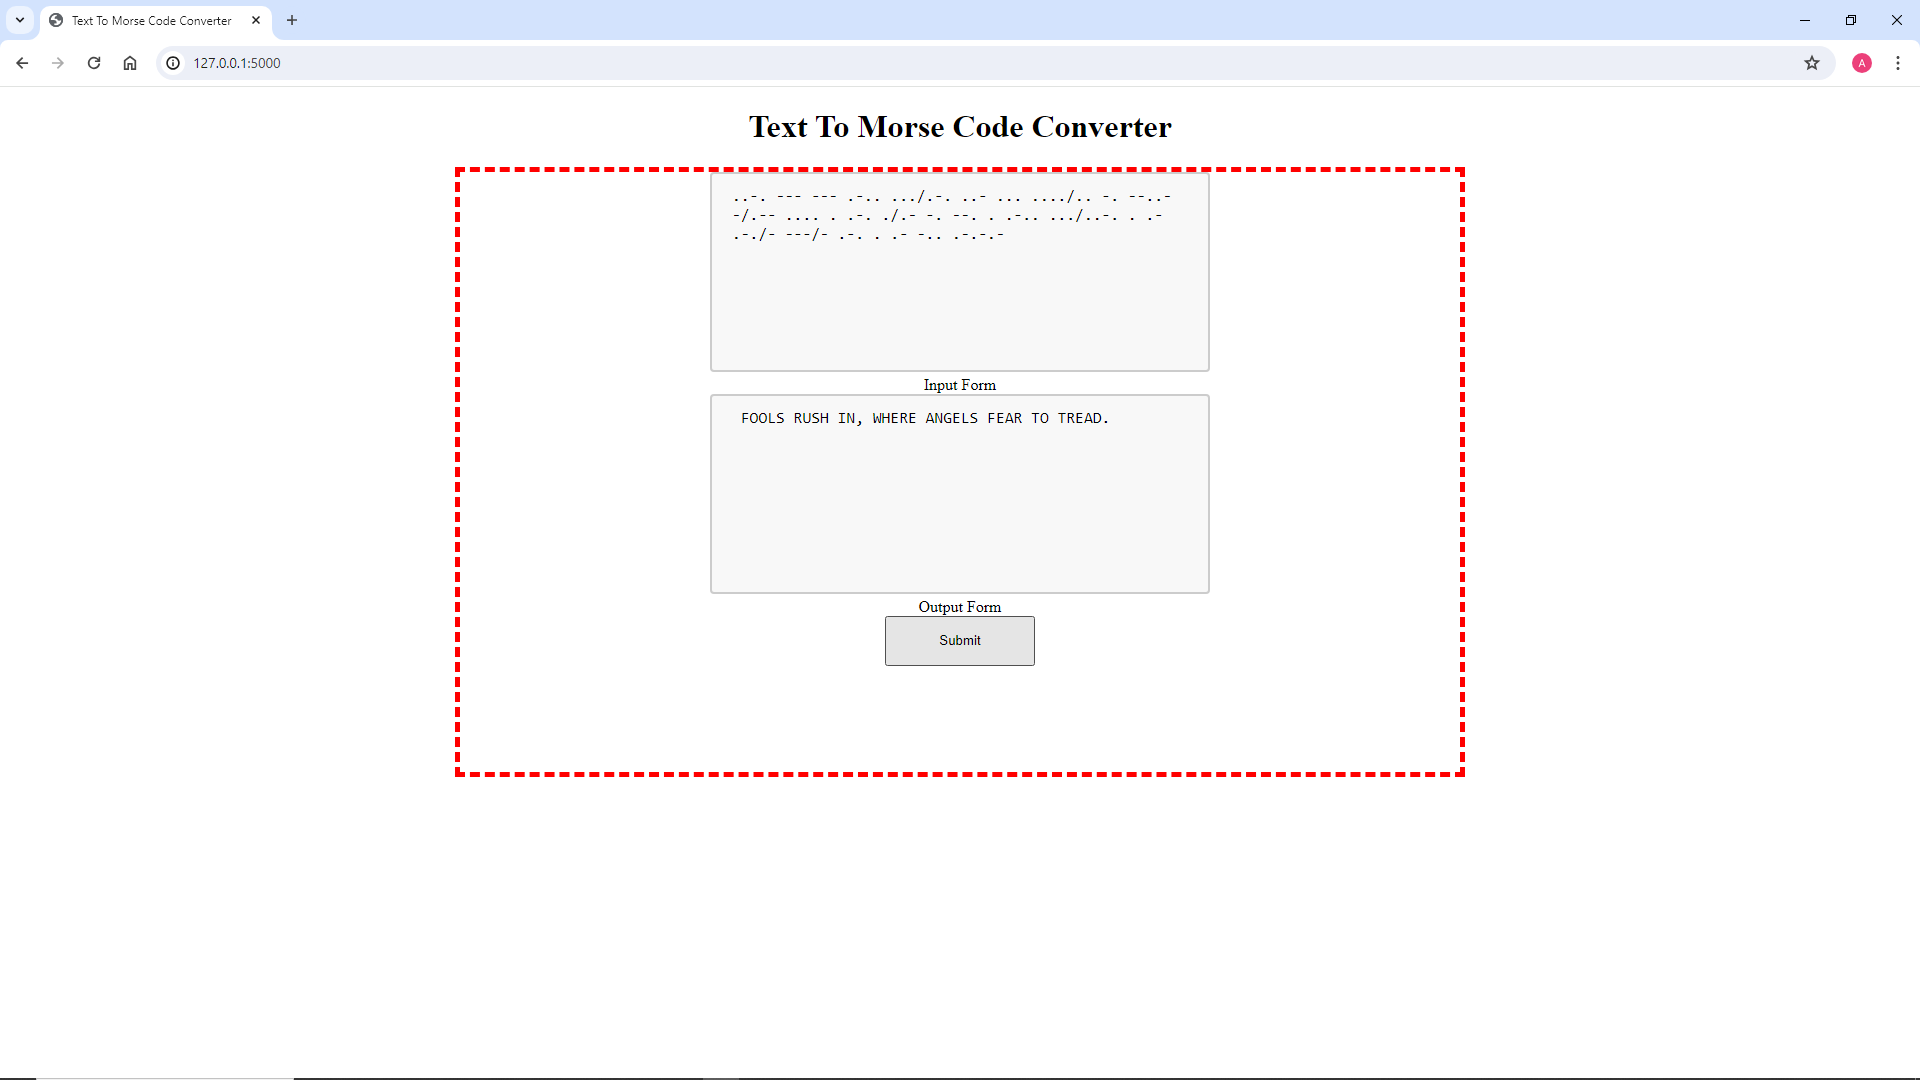 Text To Morse Code Converter
127.0.0.1:5000
A
Text To Morse Code Converter
..-. --- --- .-.. .../.-. ..- ... ..../.. -. --..-
-/.-- .... . .-. ./.- -. --. . .-.. .../..-. . .-
.-./- ---/- .-. . .- -.. .-.-.-
Input Form
FOOLS RUSH IN, WHERE ANGELS FEAR TO TREAD.
Output Form
Submit